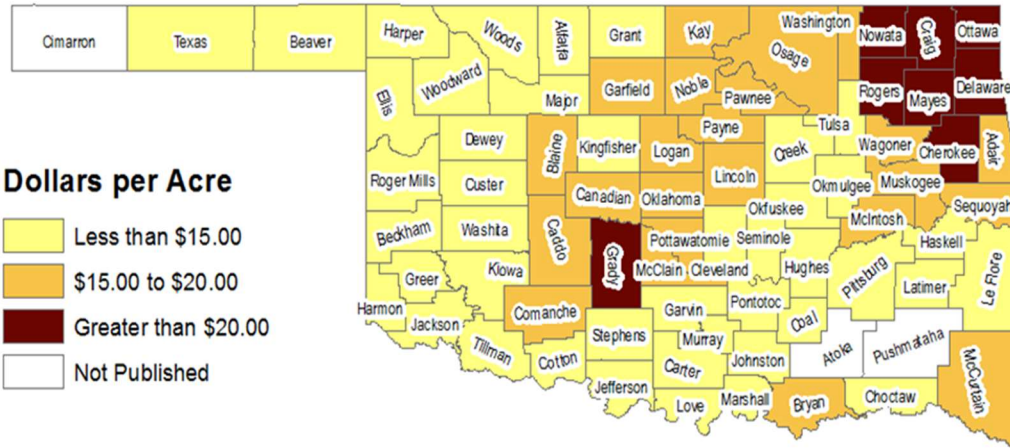 Cimarron
Texas
Beaver
Harper
Woods
Alfalfa
Grant
Kay
Washington
Osage
Nowata
Craig
Ottawa
Ellis
Woodward
Major
Garfield
Noble
Pawnee
Rogers
Mayes
Delaware
Dewey
Blaine
Kingfisher
Logan
Payne
Creek
Tulsa
Wagoner
Cherokee
Adair
Dollars per Acre
Roger Mills
Custer
Canadian
Oklahoma
Lincoln
Okmulgee
Muskogee
Okfuskee
Sequoyah
Less than $15.00
Beckham
Washita
Caddo
Grady
Pottawatomie
Seminole
McIntosh
Haskell
$15.00 to $20.00
Greer
Kiowa
McClain
Cleveland
Hughes
Pittsburg
Latimer
Le Flore
Greater than $20.00
Harmon
Jackson
Comanche
Stephens
Garvin
Pontotoc
Coal
Atoka
Pushmataha
McCurtain
Not Published
Tillman
Cotton
Murray
Carter
Johnston
Jefferson
Love
Marshall
Bryan
Choctaw